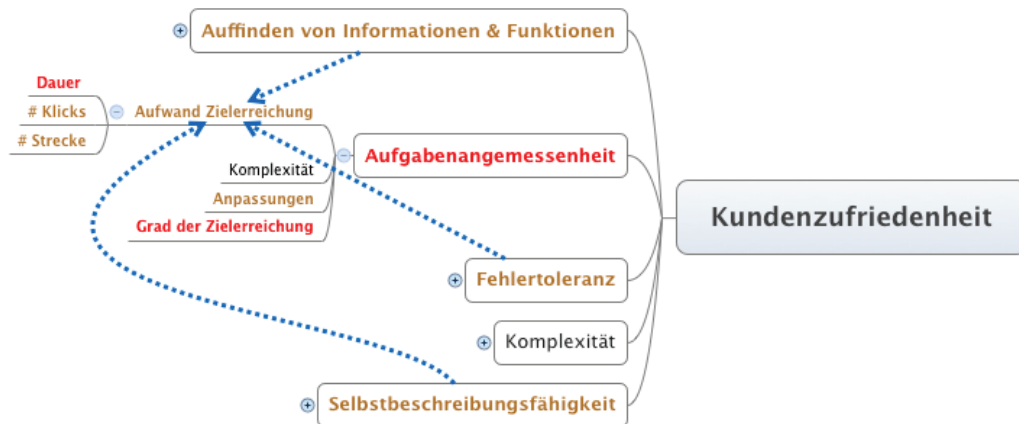 Auffinden von Informationen & Funktionen
Dauer
# Klicks
# Strecke
Aufwand Zielerreichung
Aufgabenangemessenheit
Komplexität
Anpassungen
Grad der Zielerreichung
Kundenzufriedenheit
Fehlertoleranz
Komplexität
Selbstbeschreibungsfähigkeit